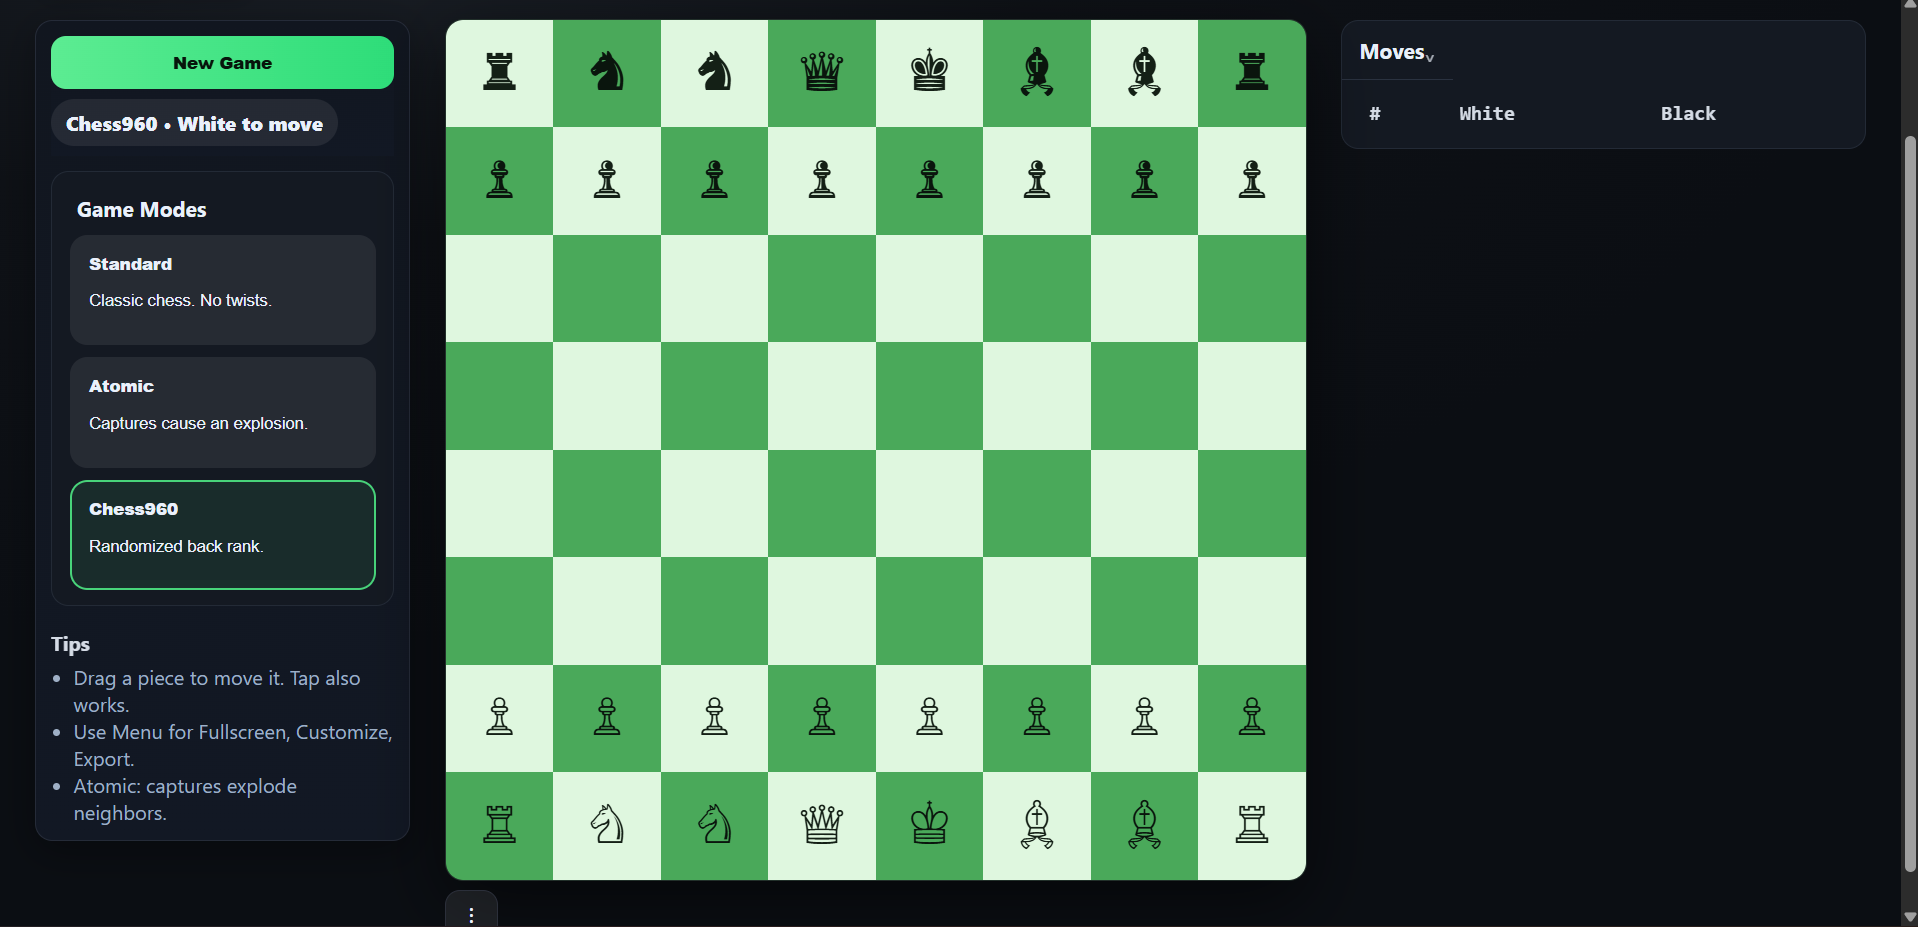 New Game
Chess960 • White to move
Game Modes
Standard
Classic chess. No twists.
Atomic
Captures cause an explosion.
Chess960
Randomized back rank.
Tips
• Drag a piece to move it. Tap also
works.
• Use Menu for Fullscreen, Customize,
Export.
• Atomic: captures explode
neighbors.
Moves
# White Black